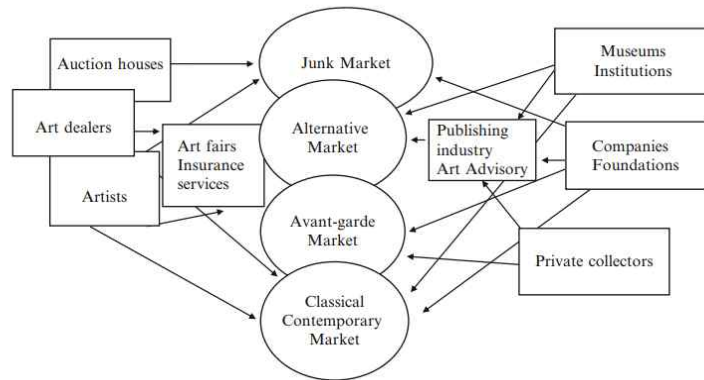 Auction houses
Art dealers
Artists
Art fairs
Insurance
services
Junk Market
Alternative
Market
Avant-garde
Market
Classical
Contemporary
Market
Publishing
industry
Art Advisory
Museums
Institutions
Companies
Foundations
Private collectors